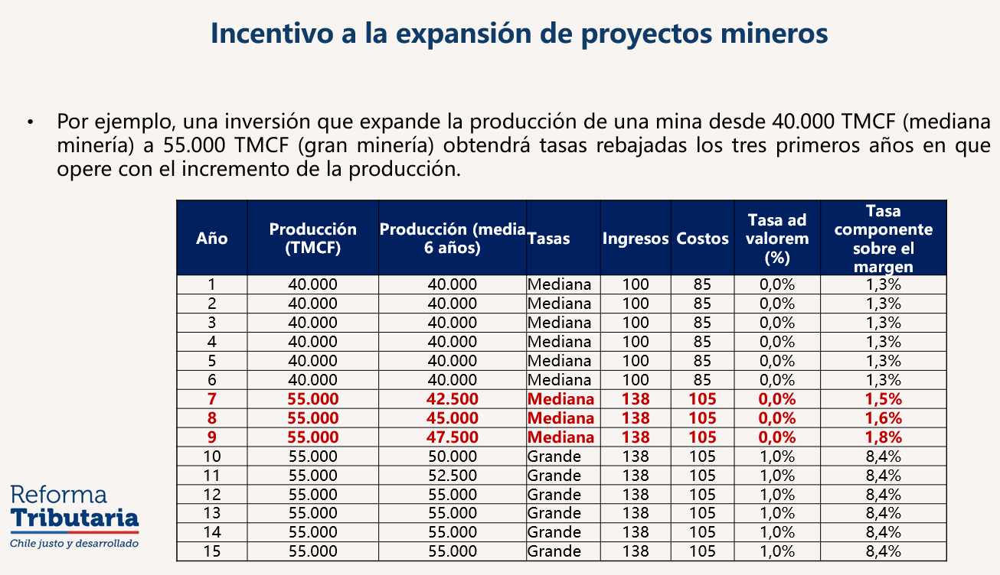 Incentivo a la expansión de proyectos mineros
• Por ejemplo, una inversión que expande la producción de una mina desde 40.000 TMCF (mediana
minería) a 55.000 TMCF (gran minería) obtendrá tasas rebajadas los tres primeros años en que
opere con el incremento de la producción.
Año Producción (TMCF) Producción (media 6 años) Tasas Ingresos Costos Tasa ad valorem (%) Tasa componente sobre el margen
1 40.000 40.000 Mediana 100 85 0,0% 1,3%
2 40.000 40.000 Mediana 100 85 0,0% 1,3%
3 40.000 40.000 Mediana 100 85 0,0% 1,3%
4 40.000 40.000 Mediana 100 85 0,0% 1,3%
5 40.000 40.000 Mediana 100 85 0,0% 1,3%
6 40.000 40.000 Mediana 100 85 0,0% 1,3%
7 55.000 42.500 Mediana 138 105 0,0% 1,5%
8 55.000 45.000 Mediana 138 105 0,0% 1,6%
9 55.000 47.500 Mediana 138 105 0,0% 1,8%
10 55.000 50.000 Grande 138 105 1,0% 8,4%
11 55.000 52.500 Grande 138 105 1,0% 8,4%
12 55.000 55.000 Grande 138 105 1,0% 8,4%
13 55.000 55.000 Grande 138 105 1,0% 8,4%
14 55.000 55.000 Grande 138 105 1,0% 8,4%
15 55.000 55.000 Grande 138 105 1,0% 8,4%
Reforma
Tributaria
Chile justo y desarrollado